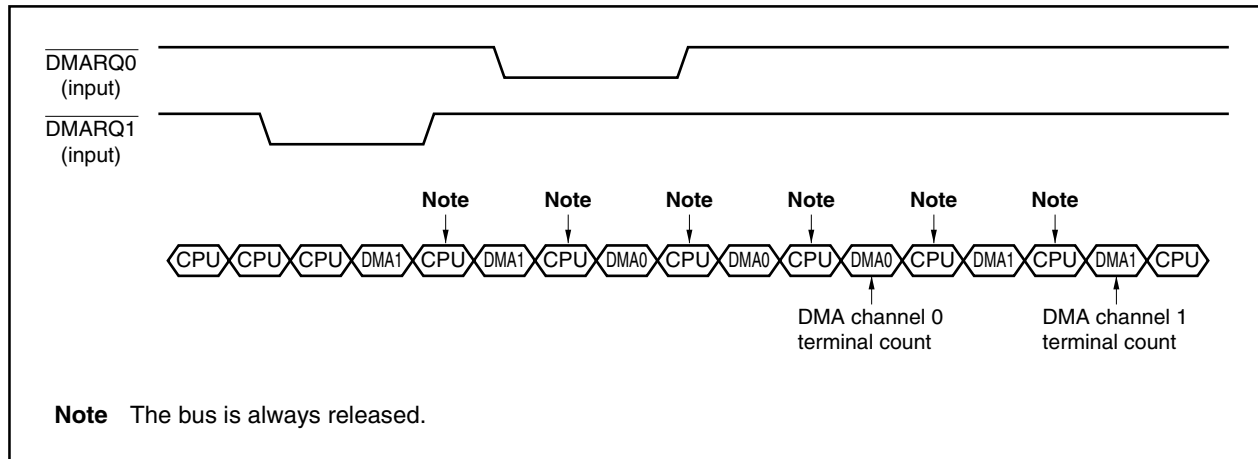 DMARQ0
(input)
DMARQ1
(input)
Note Note Note Note Note Note
CPU CPU CPU DMA1 CPU DMA1 CPU DMA0 CPU DMA0 CPU DMA0 CPU DMA1 CPU DMA1 CPU
DMA channel 0
terminal count
DMA channel 1
terminal count
Note The bus is always released.